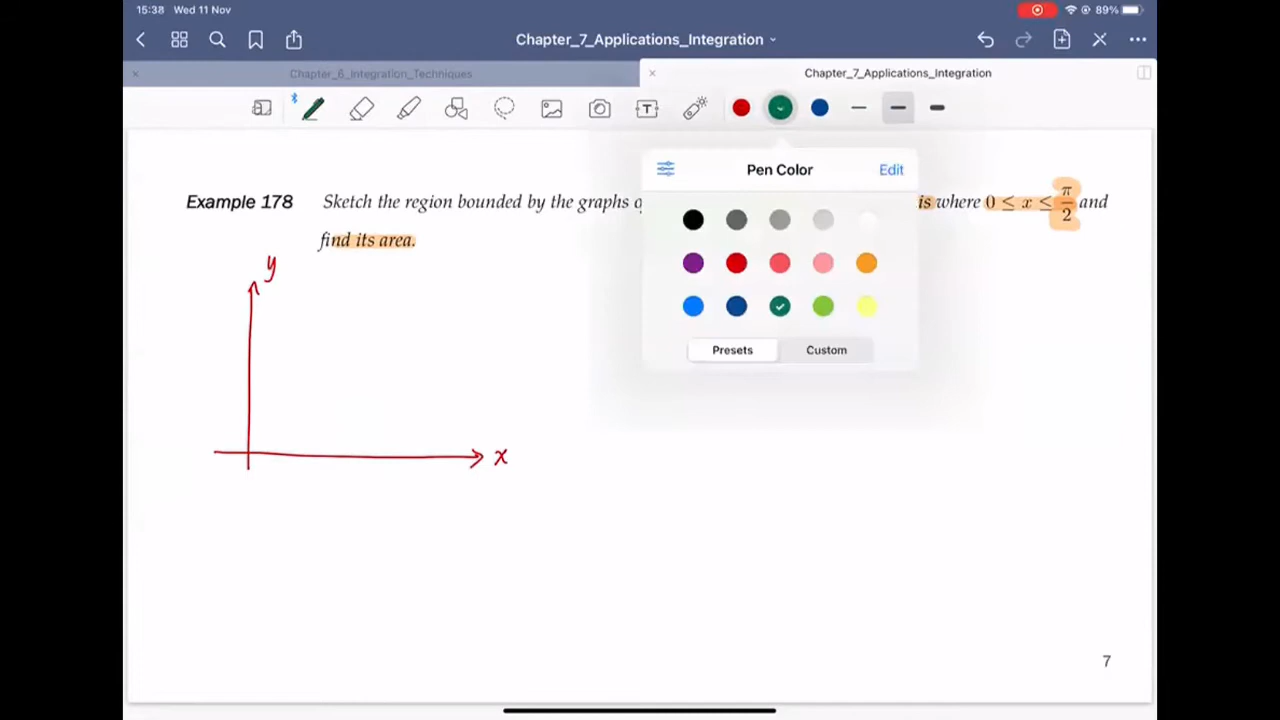 15:38 Wed 11 Nov 89%
Chapter_7_Applications_Integration
Chapter_6_Integration_Techniques Chapter_7_Applications_Integration
T
Pen Color Edit
Example 178 Sketch the region bounded by the graphs is where 0 ≤ x ≤ π/2 and
find its area.
Presets Custom
y
x
7